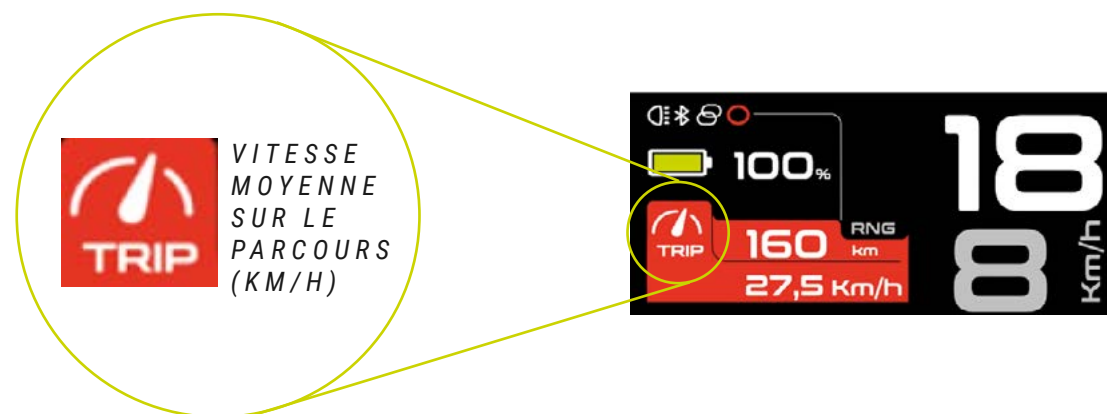 TRIP
VITESSE
MOYENNE
SUR LE
PARCOURS
(KM/H)
100%
TRIP
160 RNG km
27,5 Km/h
18
8
Km/h